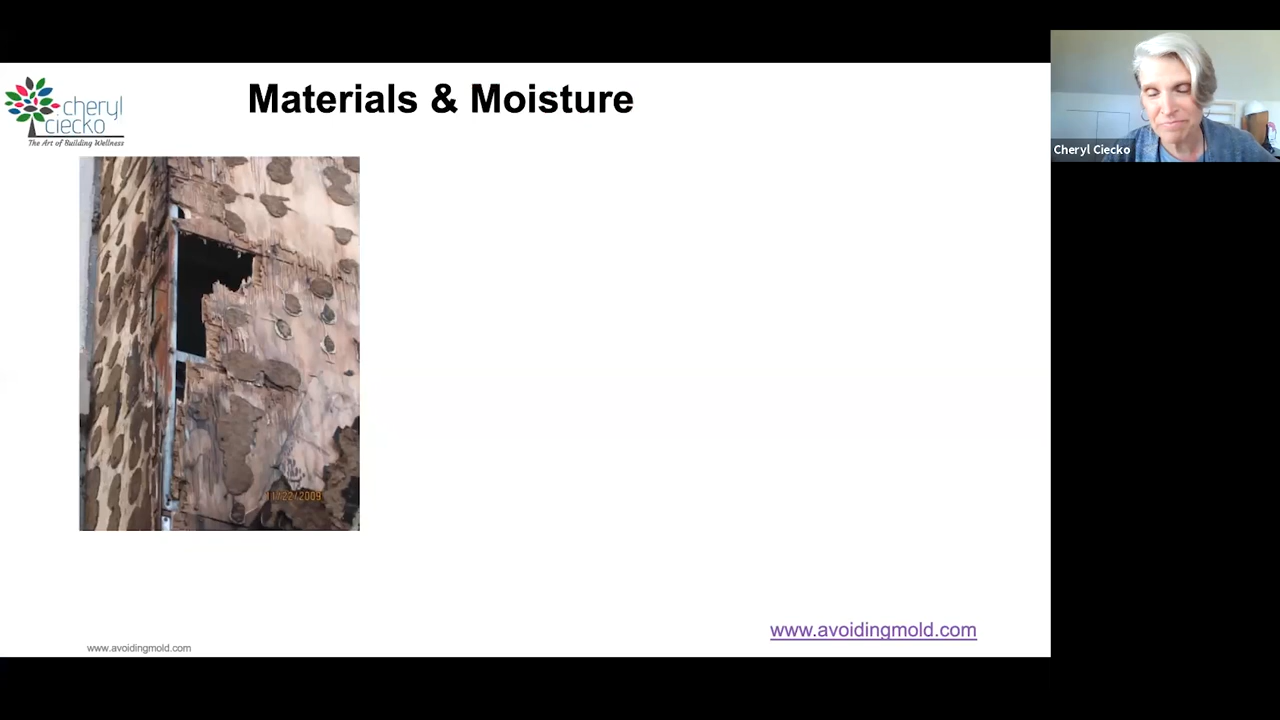 Materials & Moisture
cheryl
ciecko
The Art of Building Wellness
Cheryl Ciecko
11/22/2009
www.avoidingmold.com
www.avoidingmold.com